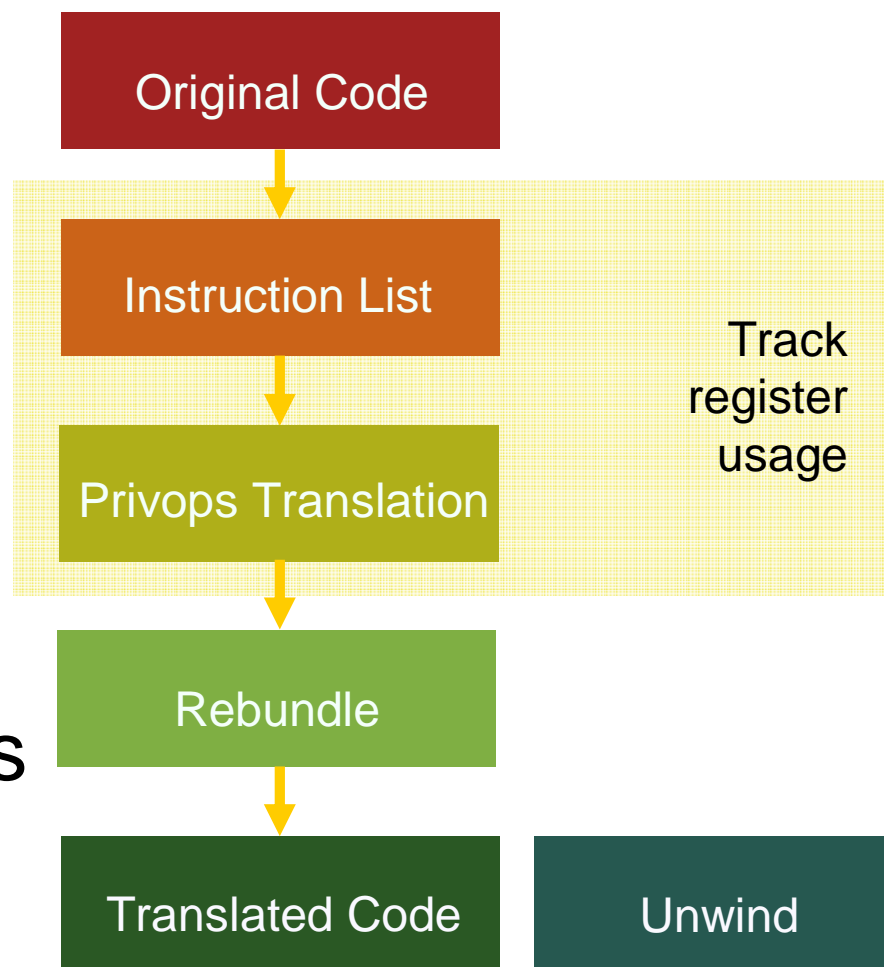 Original Code
Instruction List
Track
register
usage
Privops Translation
Rebundle
s
Translated Code
Unwind